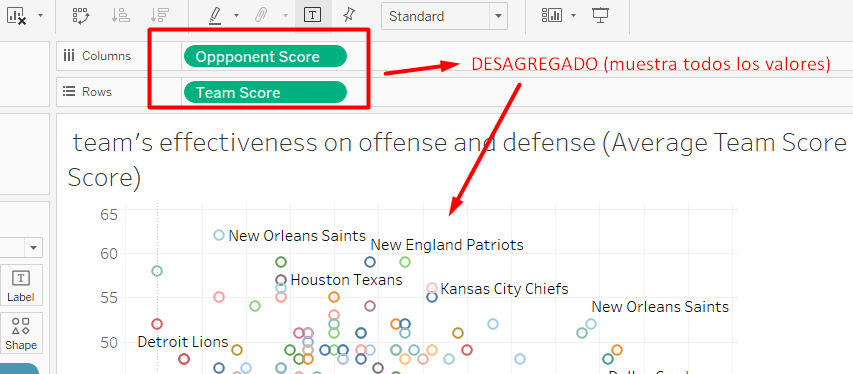 Standard
Columns
Oppponent Score
DESAGREGADO (muestra todos los valores)
Rows
Team Score
team's effectiveness on offense and defense (Average Team Score
Score)
65
New Orleans Saints
New England Patriots
60
Houston Texans
Kansas City Chiefs
55
New Orleans Saints
Label
Detroit Lions
50
Shape